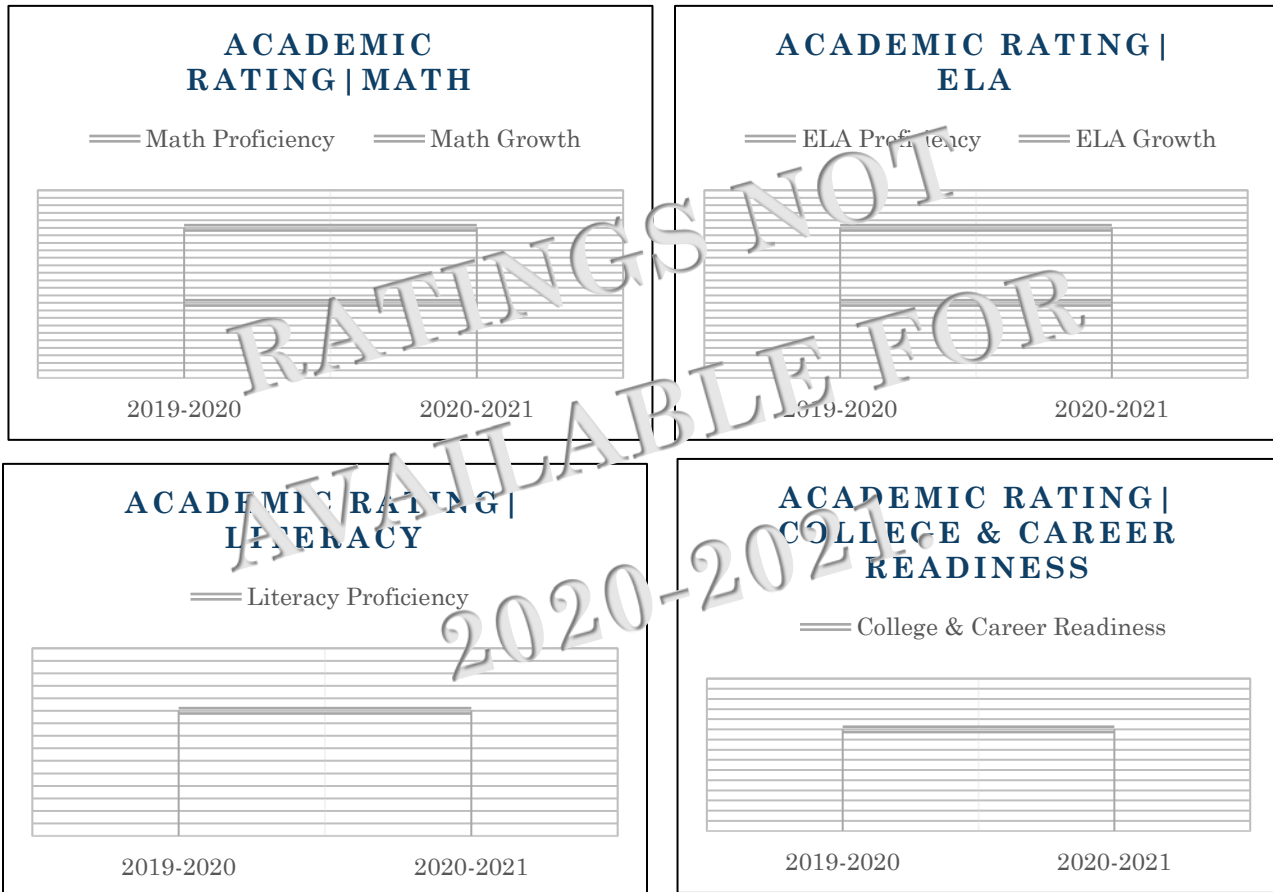 ACADEMIC
RATING|MATH
Math Proficiency Math Growth
2019-2020 2020-2021
ACADEMIC RATING|
ELA
ELA Proficiency ELA Growth
2019-2020 2020-2021
ACADEMIC RATING|
LITERACY
Literacy Proficiency
2019-2020 2020-2021
ACADEMIC RATING|
COLLEGE & CAREER
READINESS
College & Career Readiness
2019-2020 2020-2021
RATINGS NOT
AVAILABLE FOR
2020-2021.